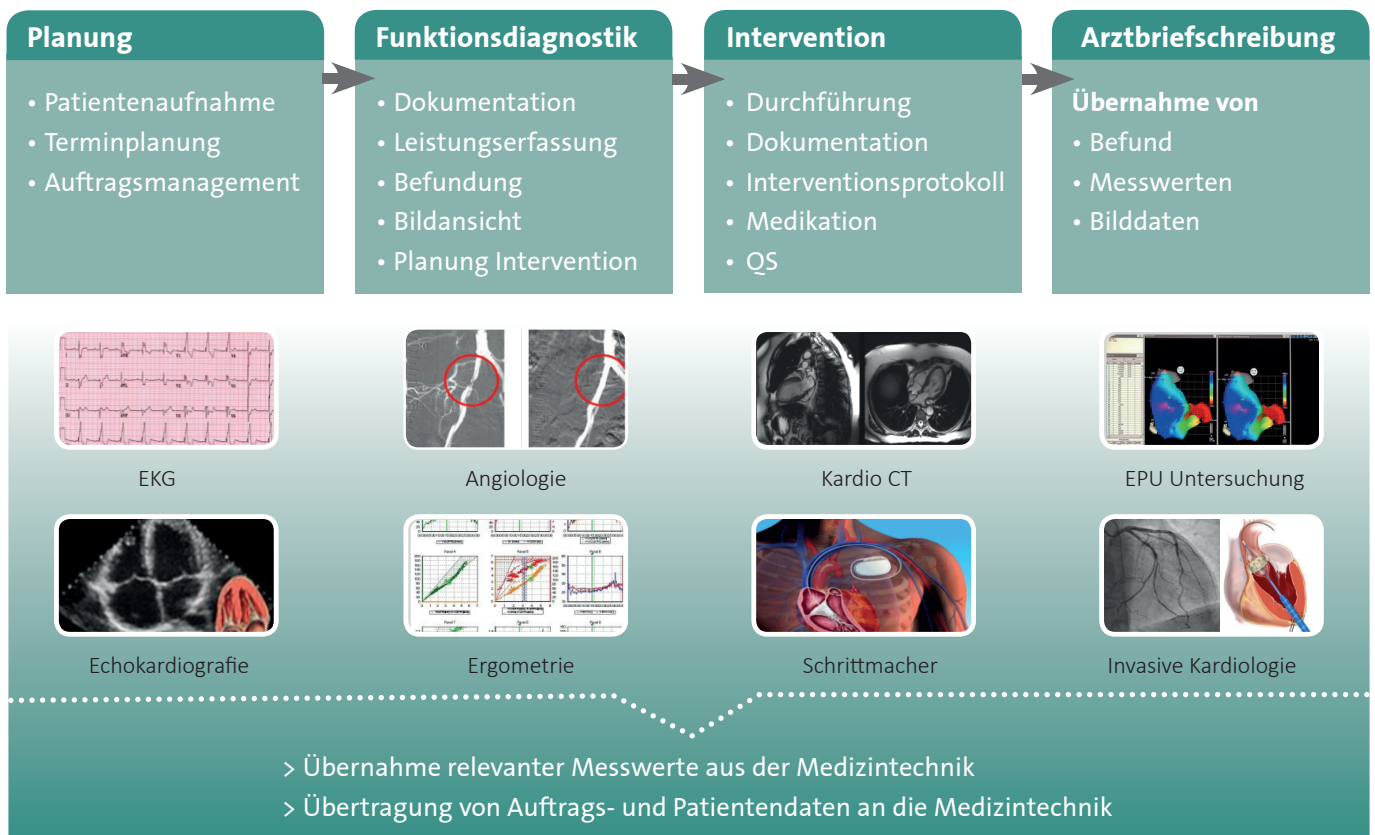 Planung
• Patientenaufnahme
• Terminplanung
• Auftragsmanagement
Funktionsdiagnostik
• Dokumentation
• Leistungserfassung
• Befundung
• Bildansicht
• Planung Intervention
Intervention
• Durchführung
• Dokumentation
• Interventionsprotokoll
• Medikation
• QS
Arztbriefschreibung
Übernahme von
• Befund
• Messwerten
• Bilddaten
EKG
Angiologie
Kardio CT
EPU Untersuchung
Echokardiografie
Ergometrie
Schrittmacher
Invasive Kardiologie
> Übernahme relevanter Messwerte aus der Medizintechnik
> Übertragung von Auftrags- und Patientendaten an die Medizintechnik